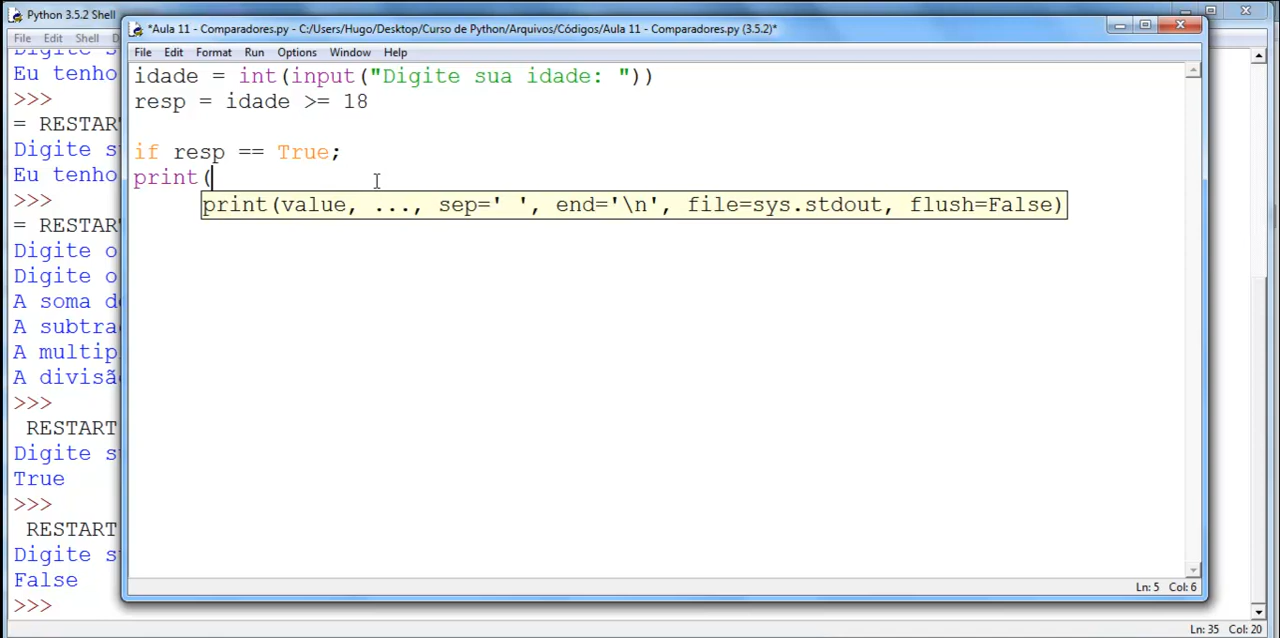 Python 3.5.2 Shell
File Edit Shell D
Eu tenho
>>>
= RESTART
Digite s
Eu tenho
>>>
= RESTART
Digite o
Digite o
A soma d
A subtra
A multip
A divisã
>>>
RESTART
Digite s
True
>>>
RESTART
Digite s
False
>>>
Ln: 35 Col: 20
*Aula 11 - Comparadores.py - C:/Users/Hugo/Desktop/Curso de Python/Arquivos/Códigos/Aula 11 - Comparadores.py (3.5.2)*
File Edit Format Run Options Window Help
idade = int(input("Digite sua idade: "))
resp = idade >= 18
if resp == True;
print(
print(value, ..., sep=' ', end='\n', file=sys.stdout, flush=False)
Ln: 5 Col: 6